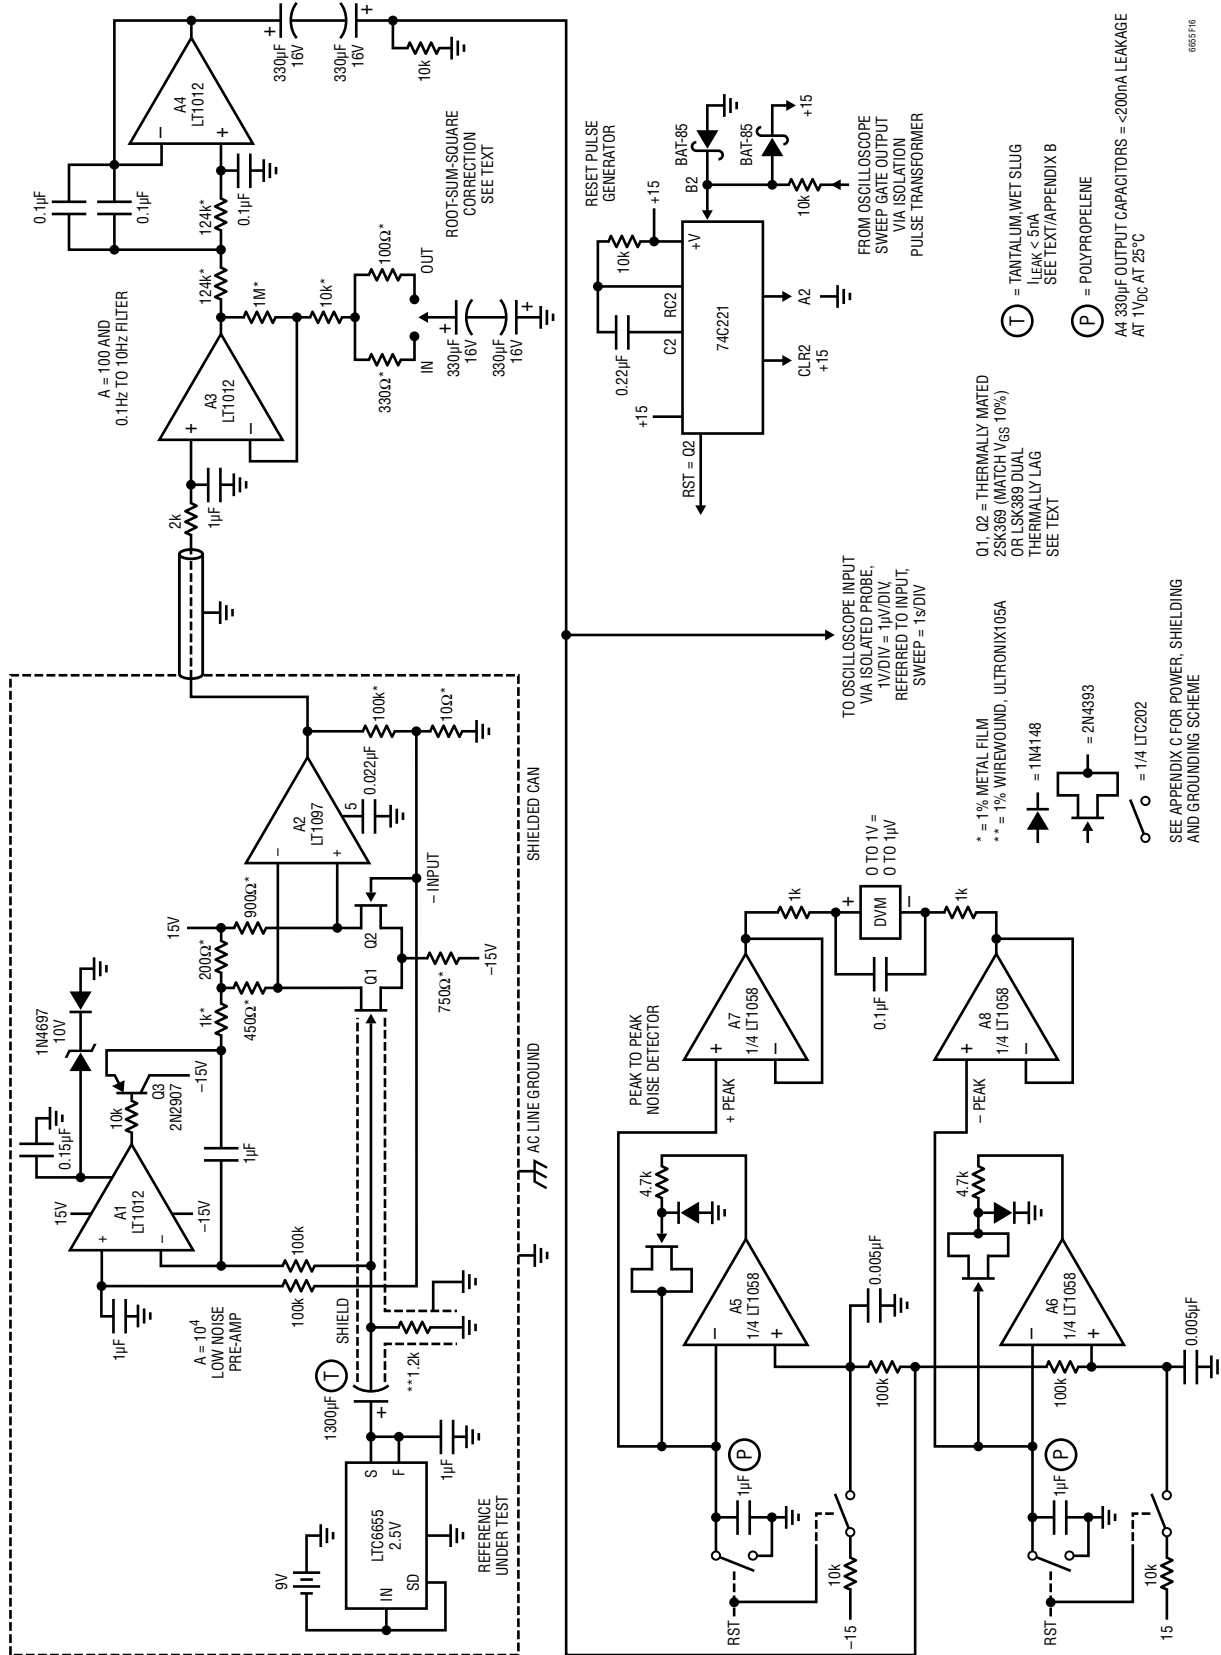 A = 10⁴
LOW NOISE
PRE-AMP
1µF
15V
A1
LT1012
–15V
+
–
0.15µF
1N4697
10V
10k
Q3
2N2907
–15V
1µF
100k
100k
1k*
200Ω*
15V
450Ω*
900Ω*
Q1
Q2
750Ω*
–15V
– INPUT
A2
LT1097
–
+
5
0.022µF
100k*
10Ω*
9V
IN
SD
LTC6655
2.5V
S
F
1µF
REFERENCE
UNDER TEST
1300µF
+
T
SHIELD
**1.2k
AC LINE GROUND
SHIELDED CAN
2k
1µF
A = 100 AND
0.1Hz TO 10Hz FILTER
+
–
A3
LT1012
124k*
1M*
10k*
330Ω*
100Ω*
IN
OUT
+
330µF
16V
330µF
16V
+
ROOT-SUM-SQUARE
CORRECTION
SEE TEXT
124k*
0.1µF
0.1µF
0.1µF
–
+
A4
LT1012
+
330µF
16V
330µF
16V
+
10k
RESET PULSE
GENERATOR
+15
0.22µF
10k
+15
C2
RC2
+V
74C221
RST = Q2
CLR2
+15
A2
B2
BAT-85
BAT-85
+15
10k
FROM OSCILLOSCOPE
SWEEP GATE OUTPUT
VIA ISOLATION
PULSE TRANSFORMER
TO OSCILLOSCOPE INPUT
VIA ISOLATED PROBE,
1V/DIV = 1µV/DIV,
REFERRED TO INPUT,
SWEEP = 1s/DIV
PEAK TO PEAK
NOISE DETECTOR
RST
1µF
P
–15
10k
–
+
A5
1/4 LT1058
4.7k
0.005µF
100k
+ PEAK
+
–
A7
1/4 LT1058
1k
0.1µF
+
DVM
–
O TO 1V =
O TO 1µV
1k
RST
1µF
P
15
10k
–
+
A6
1/4 LT1058
4.7k
100k
0.005µF
– PEAK
+
–
A8
1/4 LT1058
* = 1% METAL FILM
** = 1% WIREWOUND, ULTRONIX105A
= 1N4148
= 2N4393
= 1/4 LTC202
SEE APPENDIX C FOR POWER, SHIELDING
AND GROUNDING SCHEME
Q1, Q2 = THERMALLY MATED
2SK369 (MATCH VGS 10%)
OR LSK389 DUAL
THERMALLY LAG
SEE TEXT
T = TANTALUM,WET SLUG
ILEAK < 5nA
SEE TEXT/APPENDIX B
P = POLYPROPELENE
A4 330µF OUTPUT CAPACITORS = <200nA LEAKAGE
AT 1VDC AT 25°C
6655 F16